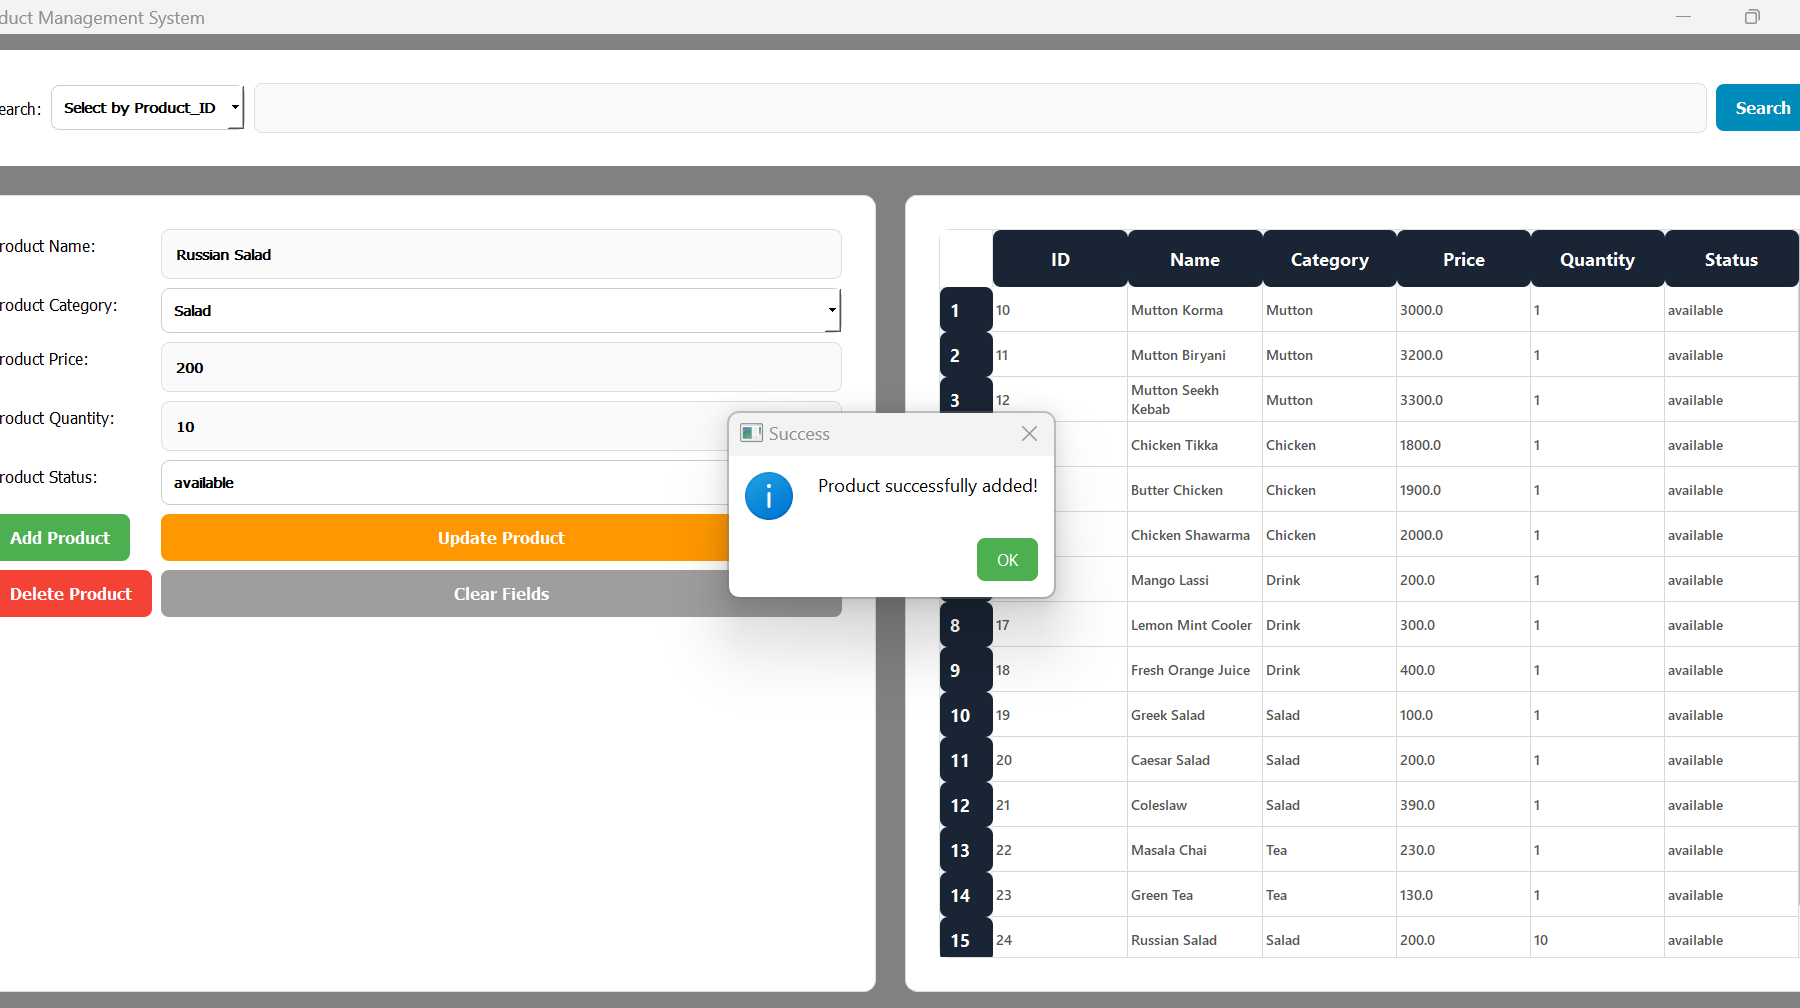 duct Management System
earch:
Select by Product_ID
Search
roduct Name:
Russian Salad
roduct Category:
Salad
roduct Price:
200
roduct Quantity:
10
roduct Status:
available
Add Product
Update Product
Delete Product
Clear Fields
Success
Product successfully added!
OK
ID Name Category Price Quantity Status
1 10 Mutton Korma Mutton 3000.0 1 available
2 11 Mutton Biryani Mutton 3200.0 1 available
3 12 Mutton Seekh Kebab Mutton 3300.0 1 available
Chicken Tikka Chicken 1800.0 1 available
Butter Chicken Chicken 1900.0 1 available
Chicken Shawarma Chicken 2000.0 1 available
Mango Lassi Drink 200.0 1 available
8 17 Lemon Mint Cooler Drink 300.0 1 available
9 18 Fresh Orange Juice Drink 400.0 1 available
10 19 Greek Salad Salad 100.0 1 available
11 20 Caesar Salad Salad 200.0 1 available
12 21 Coleslaw Salad 390.0 1 available
13 22 Masala Chai Tea 230.0 1 available
14 23 Green Tea Tea 130.0 1 available
15 24 Russian Salad Salad 200.0 10 available